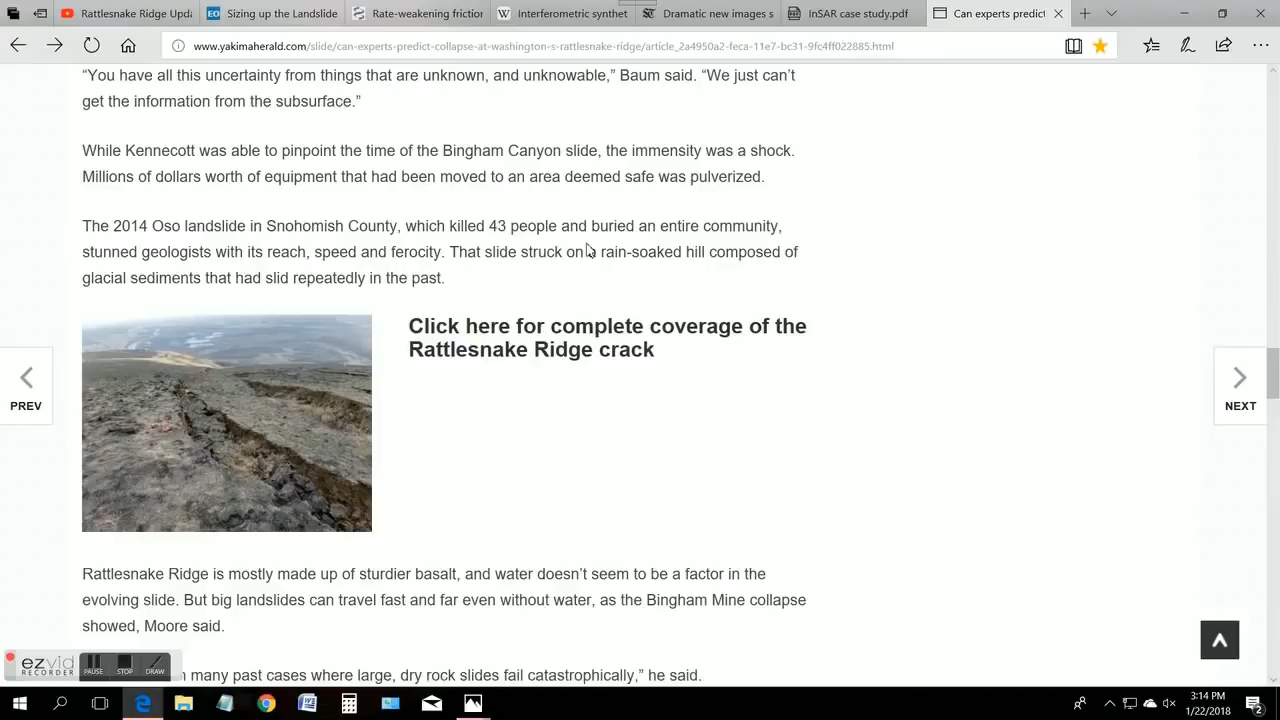 Rattlesnake Ridge Upda
Sizing up the Landslide
Rate-weakening friction
Interferometric synthet
Dramatic new images s
InSAR case study.pdf
Can experts predict
www.yakimaherald.com/slide/can-experts-predict-collapse-at-washington-s-rattlesnake-ridge/article_2a4950a2-feca-11e7-bc31-9fc4ff022885.html
“You have all this uncertainty from things that are unknown, and unknowable,” Baum said. “We just can’t
get the information from the subsurface.”
While Kennecott was able to pinpoint the time of the Bingham Canyon slide, the immensity was a shock.
Millions of dollars worth of equipment that had been moved to an area deemed safe was pulverized.
The 2014 Oso landslide in Snohomish County, which killed 43 people and buried an entire community,
stunned geologists with its reach, speed and ferocity. That slide struck on a rain-soaked hill composed of
glacial sediments that had slid repeatedly in the past.
Click here for complete coverage of the
Rattlesnake Ridge crack
PREV
NEXT
Rattlesnake Ridge is mostly made up of sturdier basalt, and water doesn’t seem to be a factor in the
evolving slide. But big landslides can travel fast and far even without water, as the Bingham Mine collapse
showed, Moore said.
many past cases where large, dry rock slides fail catastrophically,” he said.
ezvid
RECORDER
PAUSE
STOP
DRAW
3:14 PM
1/22/2018